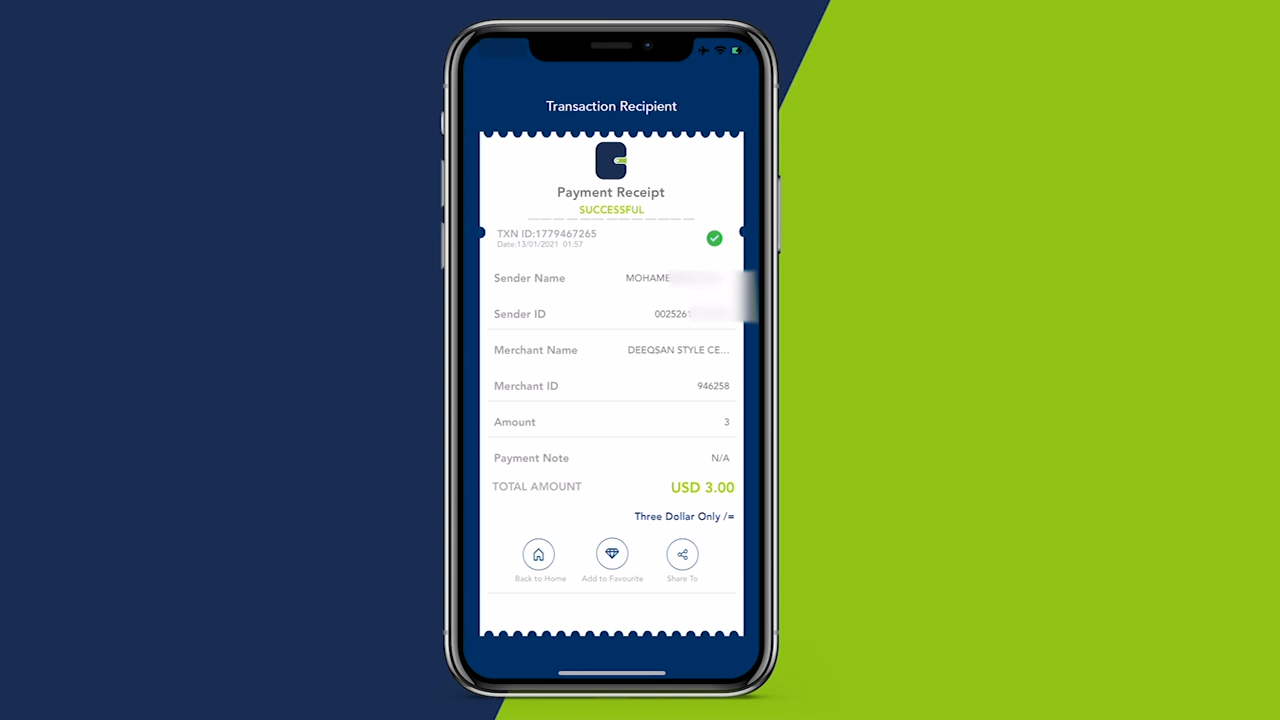 Transaction Recipient
Payment Receipt
SUCCESSFUL
TXN ID:1779467265
Date:13/01/2021 01:57
Sender Name MOHAME
Sender ID 0025261
Merchant Name DEEQSAN STYLE CE...
Merchant ID 946258
Amount 3
Payment Note N/A
TOTAL AMOUNT USD 3.00
Three Dollar Only /=
Back to Home Add to Favourite Share To